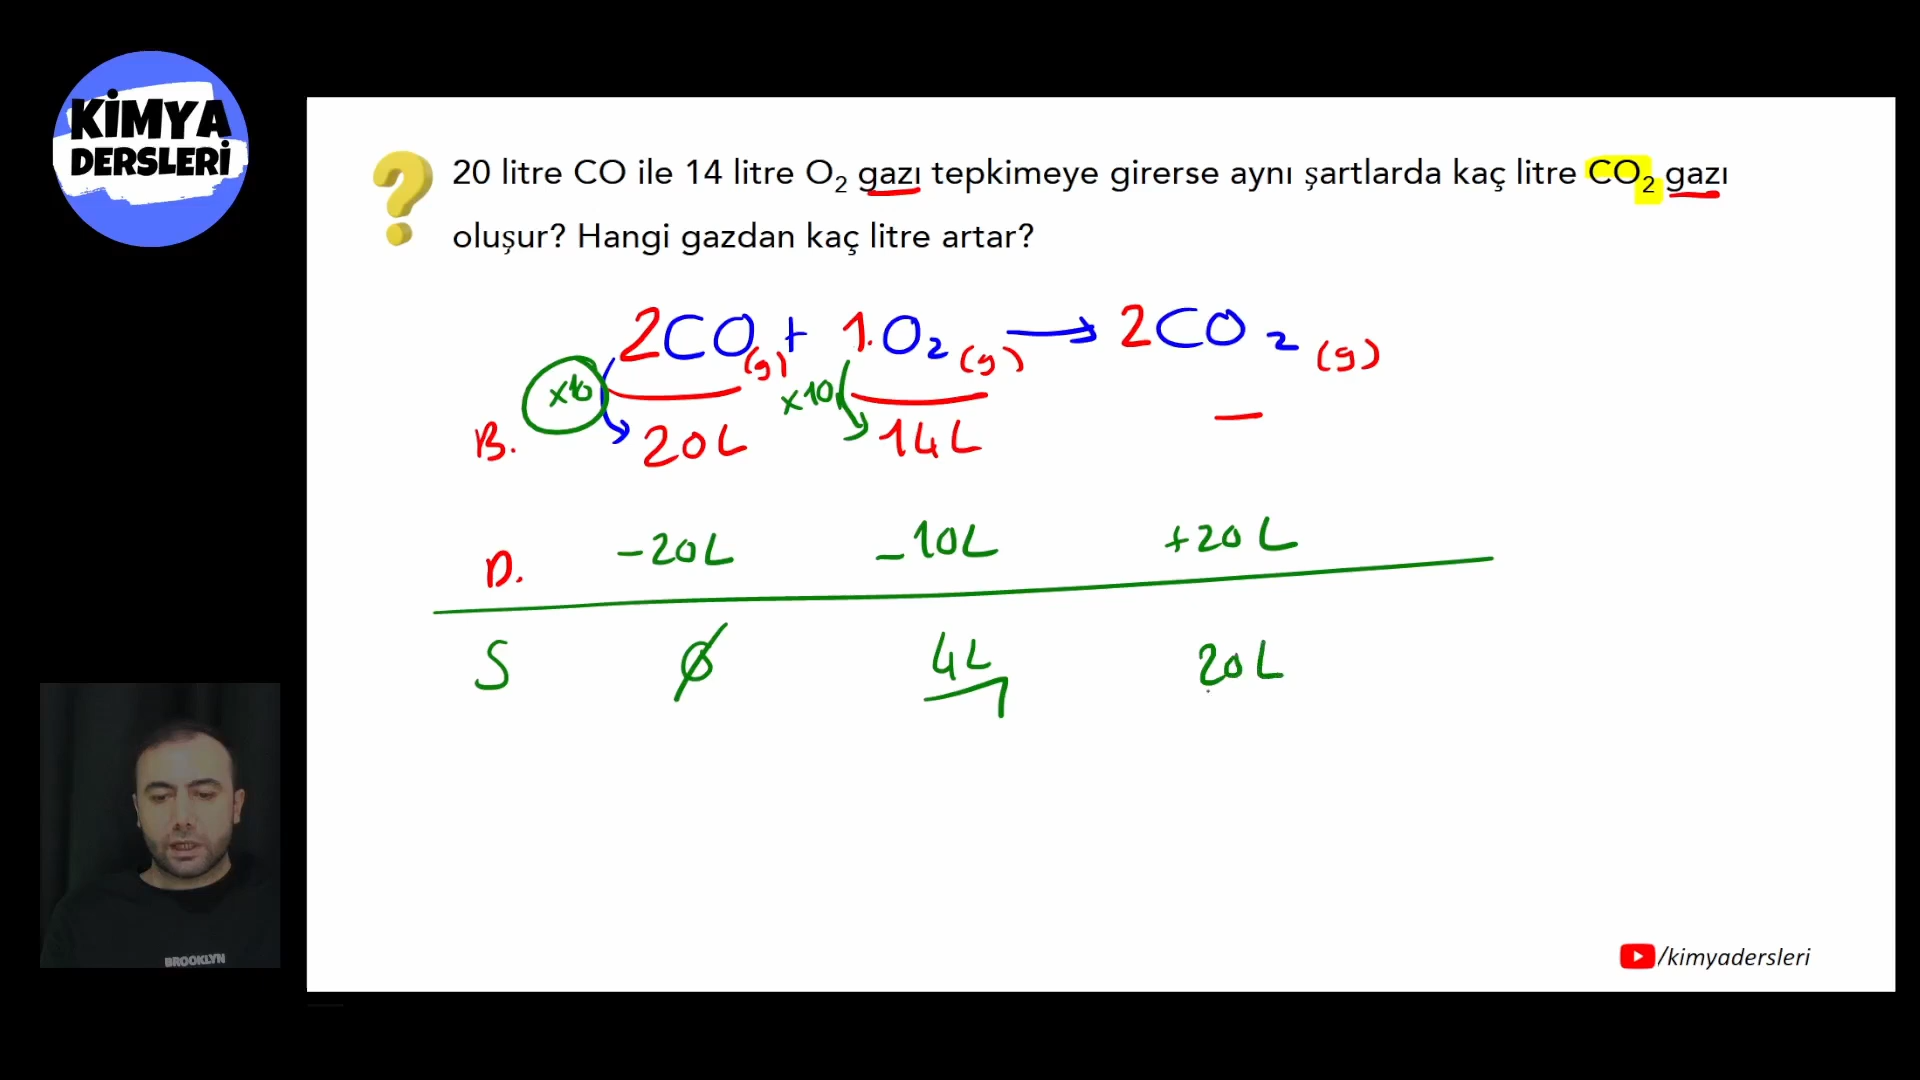 KİMYA
DERSLERİ
20 litre CO ile 14 litre O₂ gazı tepkimeye girerse aynı şartlarda kaç litre CO₂ gazı
oluşur? Hangi gazdan kaç litre artar?
2CO(g) + 1.O₂(g) → 2CO₂(g)
x10 x10
B. 20L 14L —
D. -20L -10L +20L
S Ø 4L 20L
BROOKLYN
/kimyadersleri